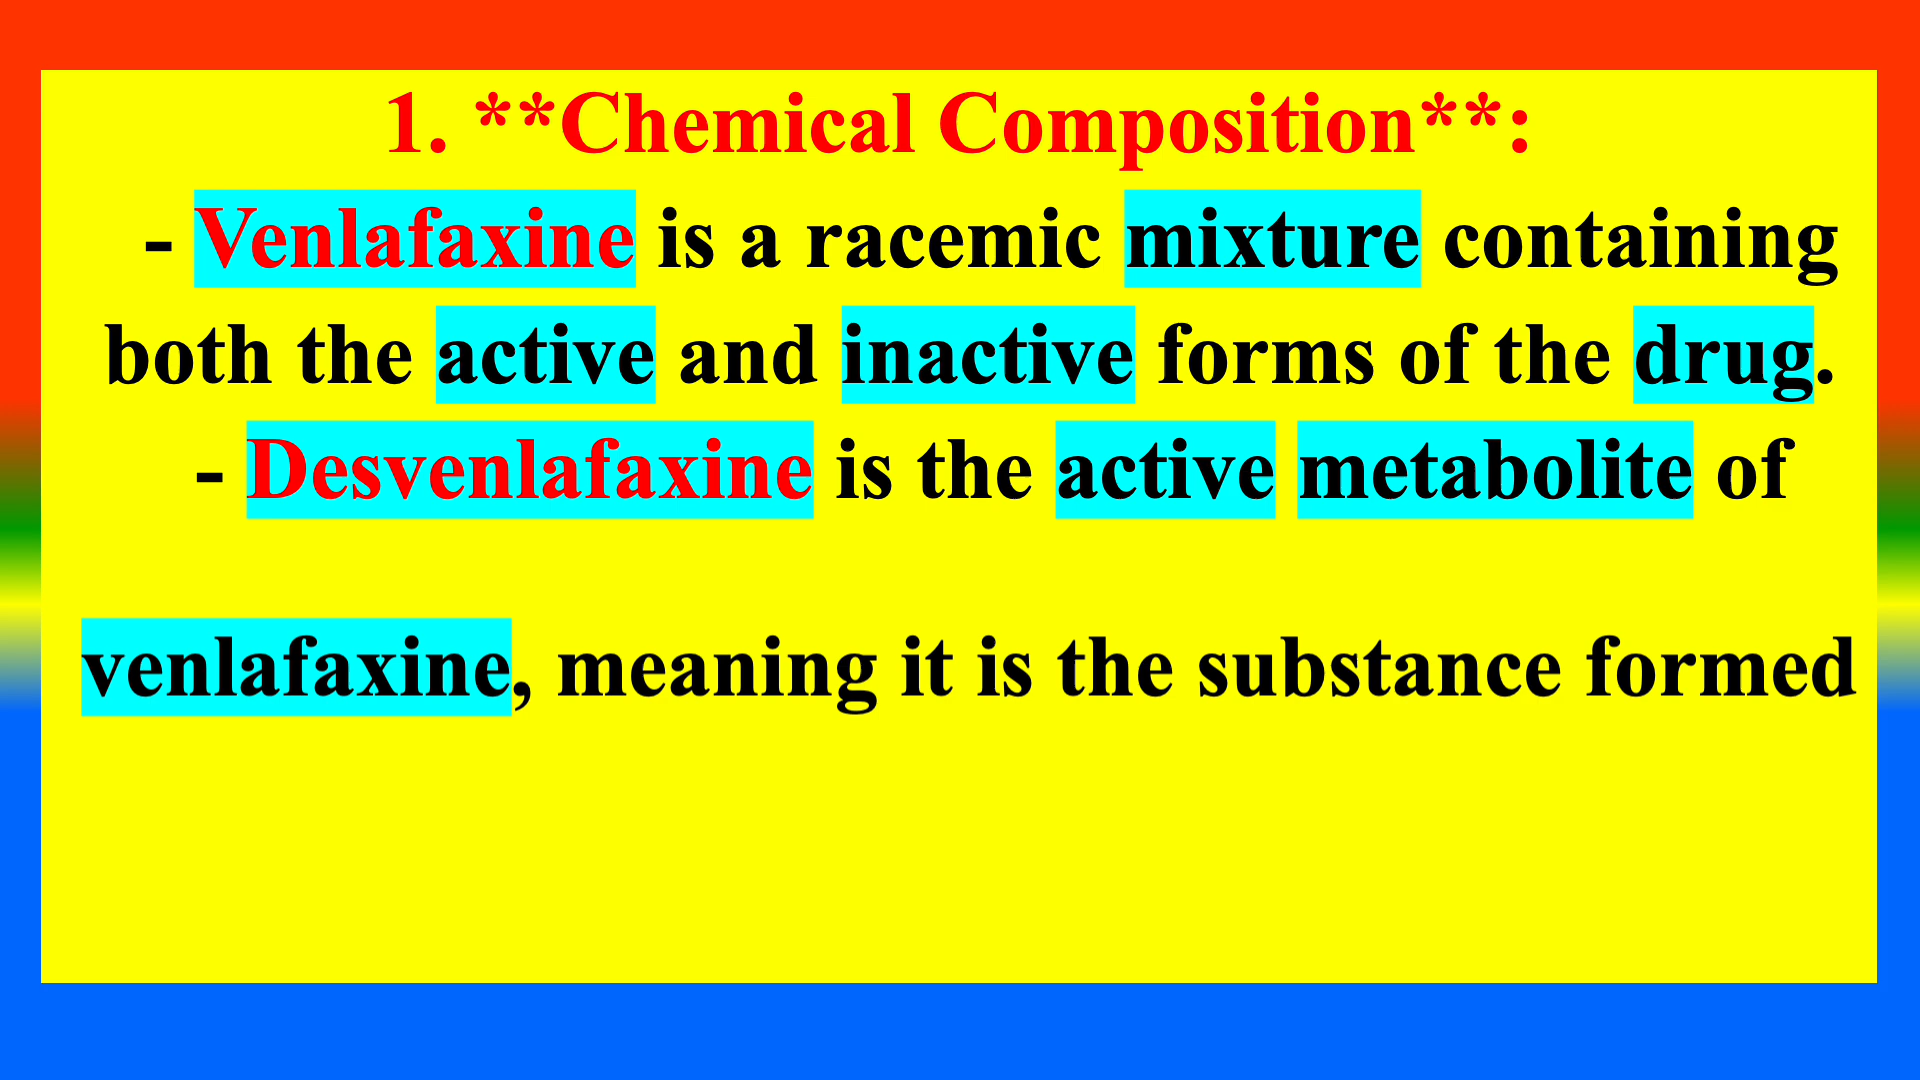 1. **Chemical Composition**:
- Venlafaxine is a racemic mixture containing
both the active and inactive forms of the drug.
- Desvenlafaxine is the active metabolite of
venlafaxine, meaning it is the substance formed